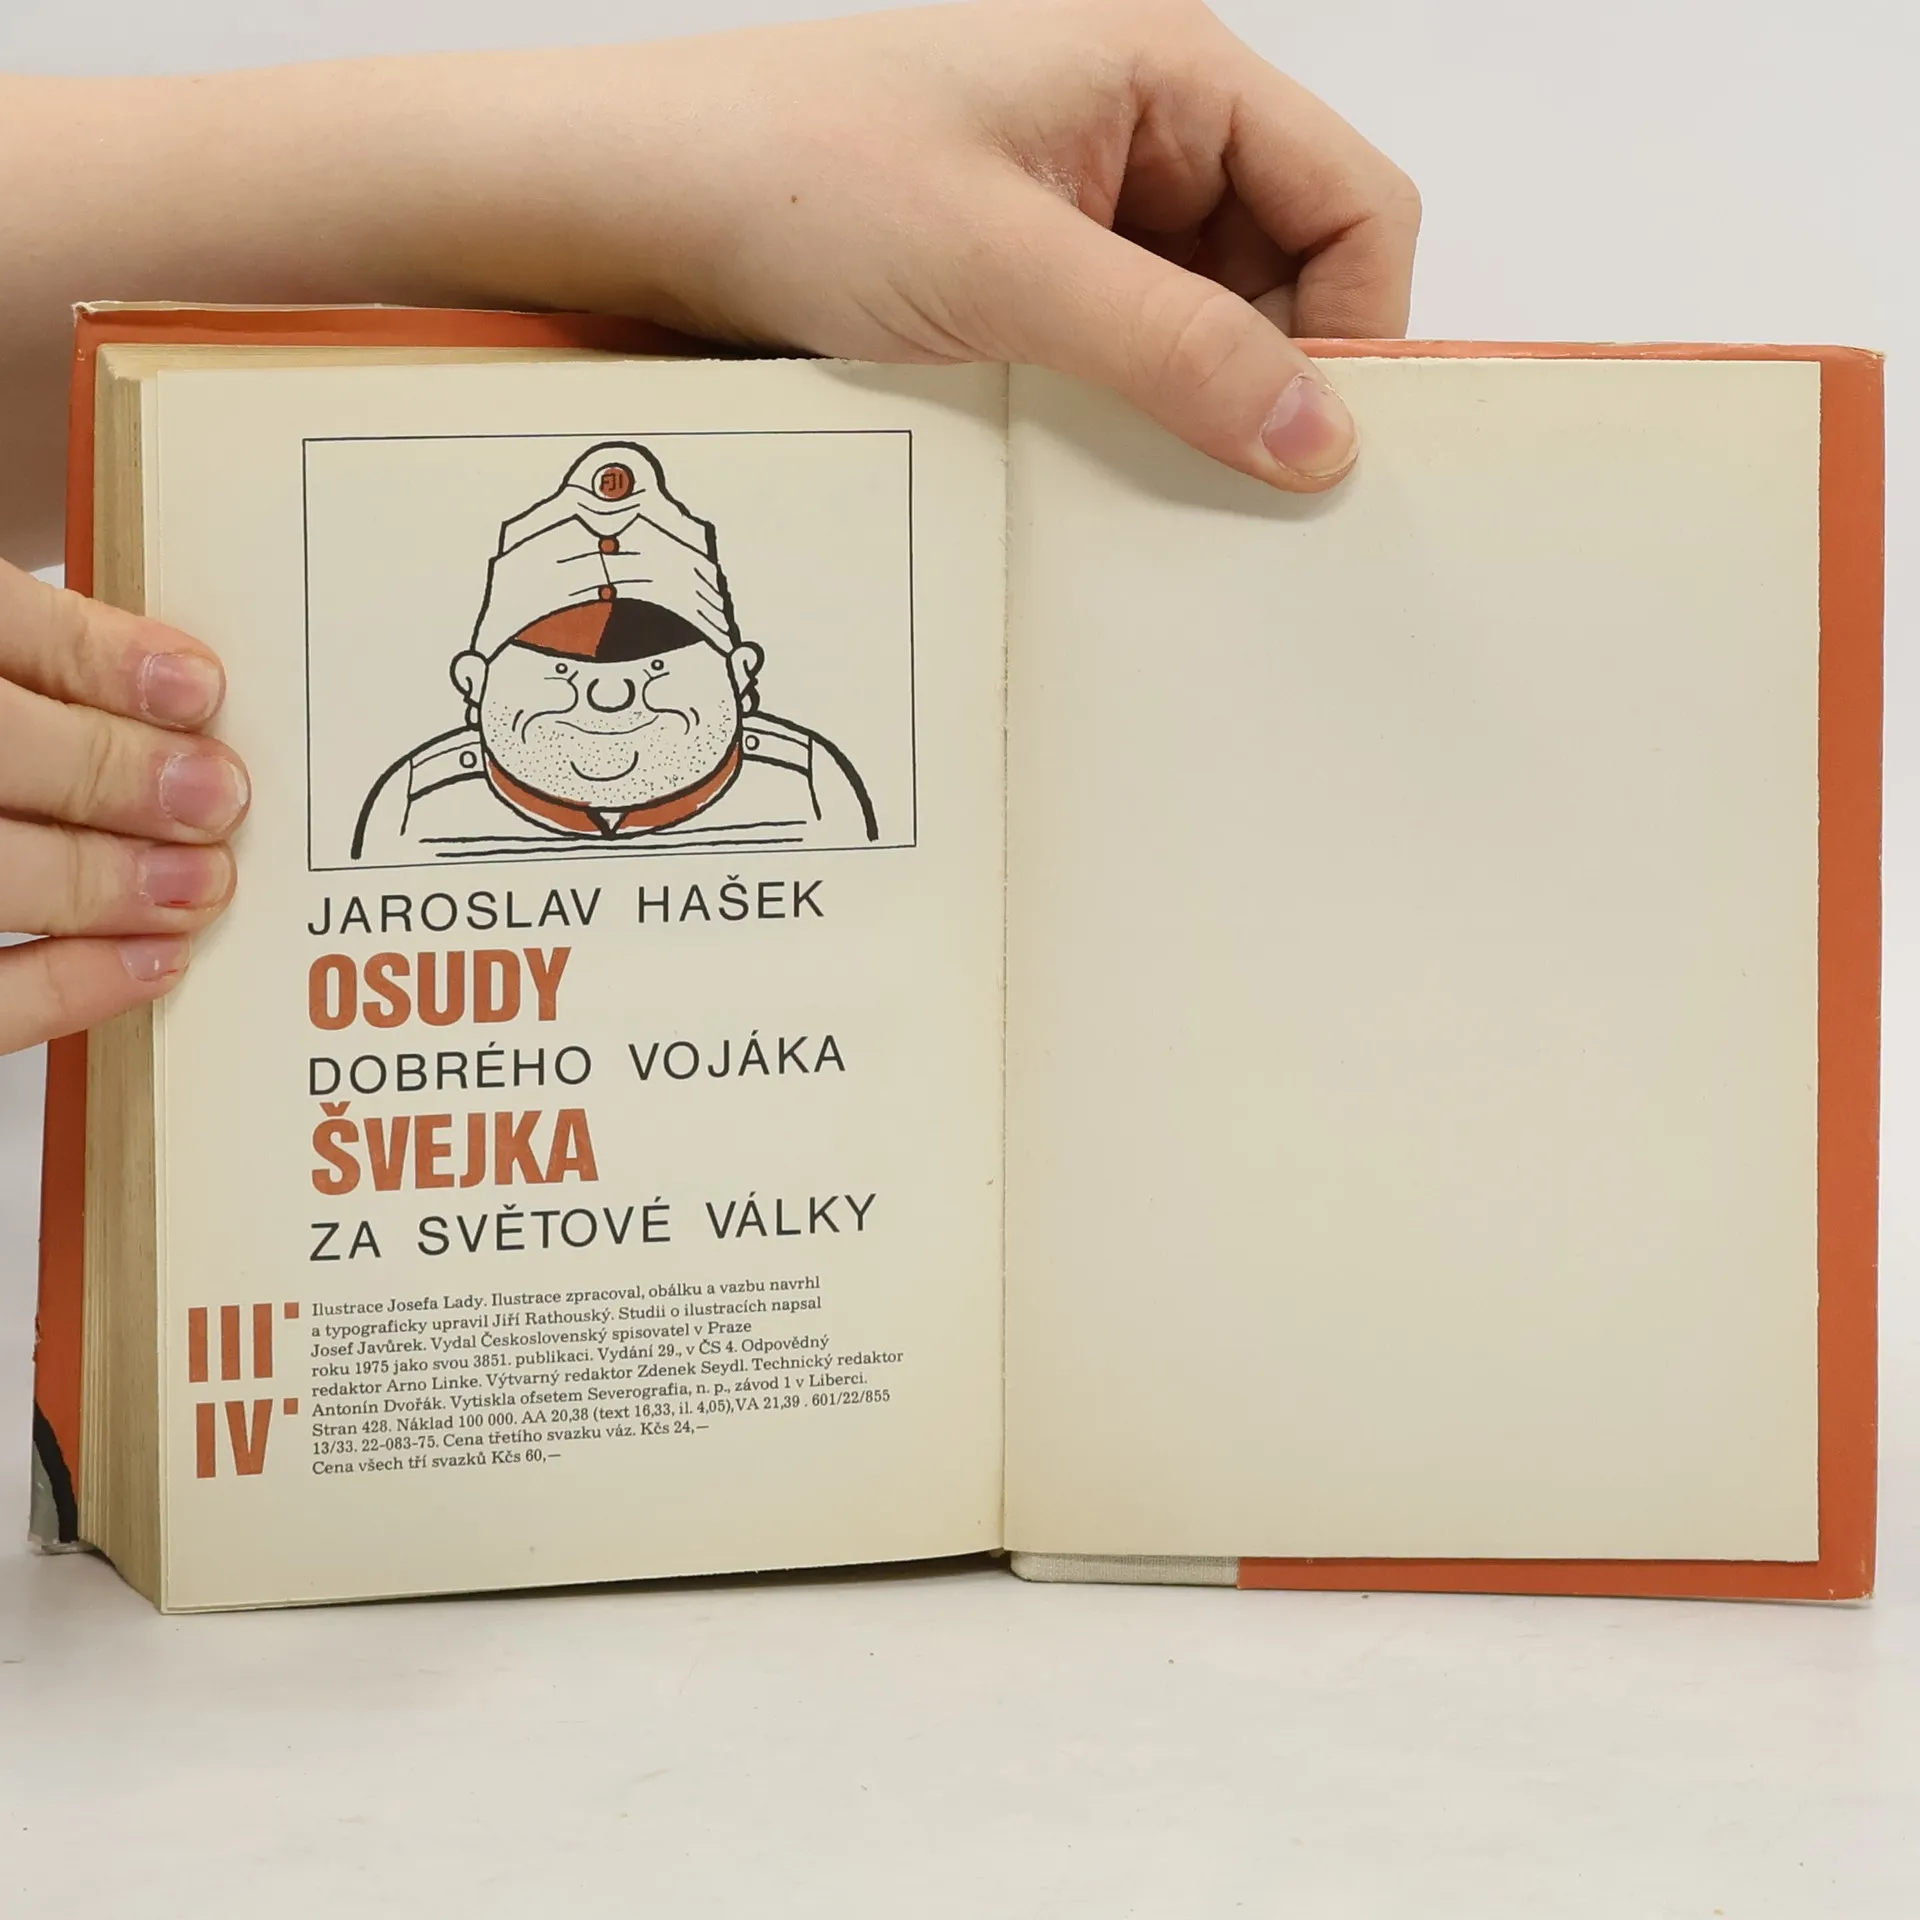 FJI
JAROSLAV HAŠEK
OSUDY
DOBRÉHO VOJÁKA
ŠVEJKA
ZA SVĚTOVÉ VÁLKY
III.
IV.
Ilustrace Josefa Lady. Ilustrace zpracoval, obálku a vazbu navrhl
a typograficky upravil Jiří Rathouský. Studii o ilustracích napsal
Josef Javůrek. Vydal Československý spisovatel v Praze
roku 1975 jako svou 3851. publikaci. Vydání 29., v ČS 4. Odpovědný
redaktor Arno Linke. Výtvarný redaktor Zdenek Seydl. Technický redaktor
Antonín Dvořák. Vytiskla ofsetem Severografia, n. p., závod 1 v Liberci.
Stran 428. Náklad 100 000. AA 20,38 (text 16,33, il. 4,05), VA 21,39 . 601/22/855
13/33. 22-083-75. Cena třetího svazku váz. Kčs 24,—
Cena všech tří svazků Kčs 60,—